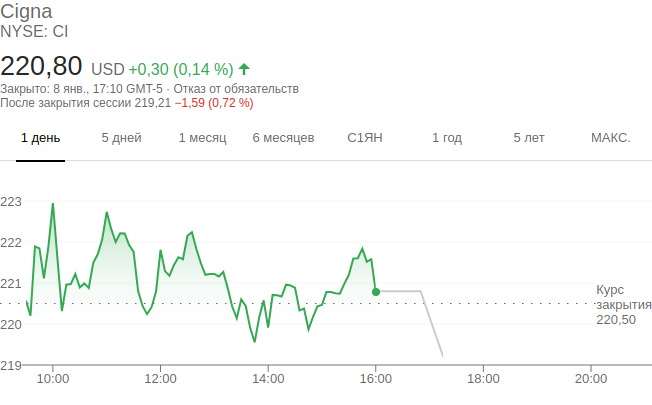 Cigna
NYSE: CI
220,80 USD +0,30 (0,14 %)
Закрыто: 8 янв., 17:10 GMT-5 · Отказ от обязательств
После закрытия сессии 219,21 −1,59 (0,72 %)
1 день 5 дней 1 месяц 6 месяцев С1ЯН 1 год 5 лет МАКС.
223
222
221
220
219
Курс
закрытия
220,50
10:00 12:00 14:00 16:00 18:00 20:00